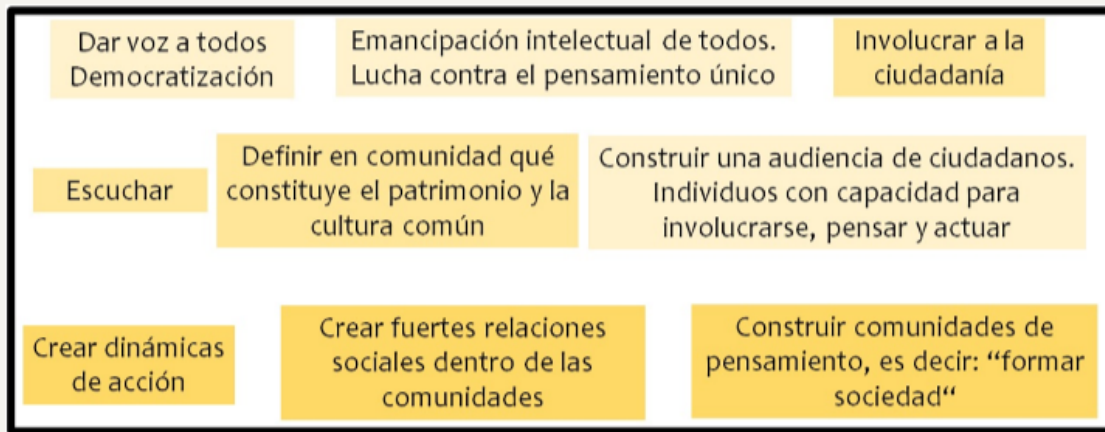 Dar voz a todos
Democratización
Emancipación intelectual de todos.
Lucha contra el pensamiento único
Involucrar a la
ciudadanía
Escuchar
Definir en comunidad qué
constituye el patrimonio y la
cultura común
Construir una audiencia de ciudadanos.
Individuos con capacidad para
involucrarse, pensar y actuar
Crear dinámicas
de acción
Crear fuertes relaciones
sociales dentro de las
comunidades
Construir comunidades de
pensamiento, es decir: “formar
sociedad“